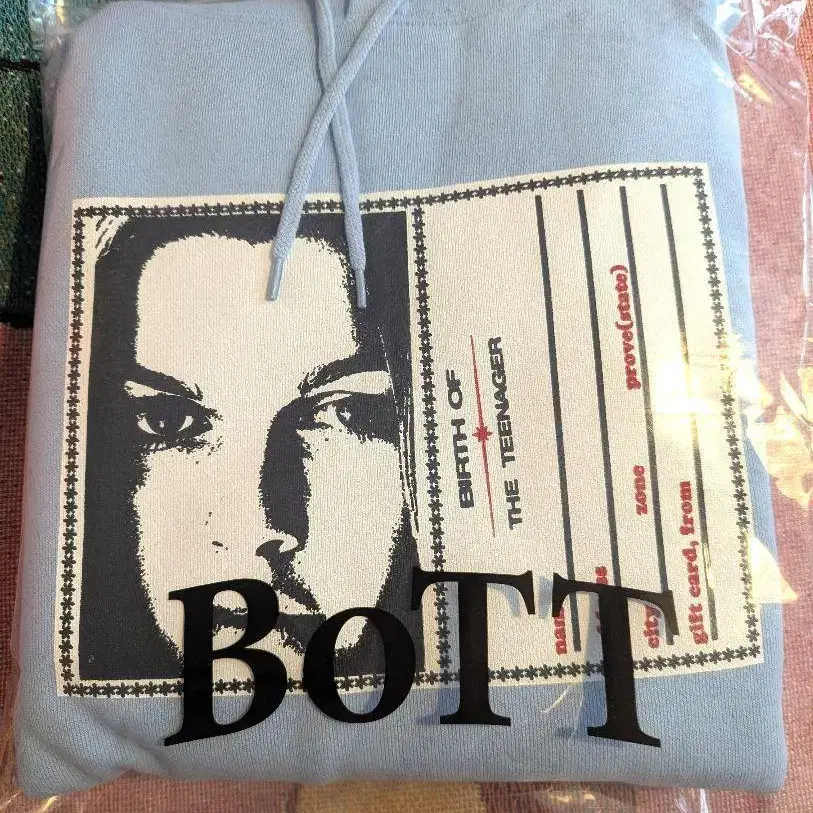 BIRTH OF
THE TEENAGER
city zone prove(state)
gift card, from
BoTT